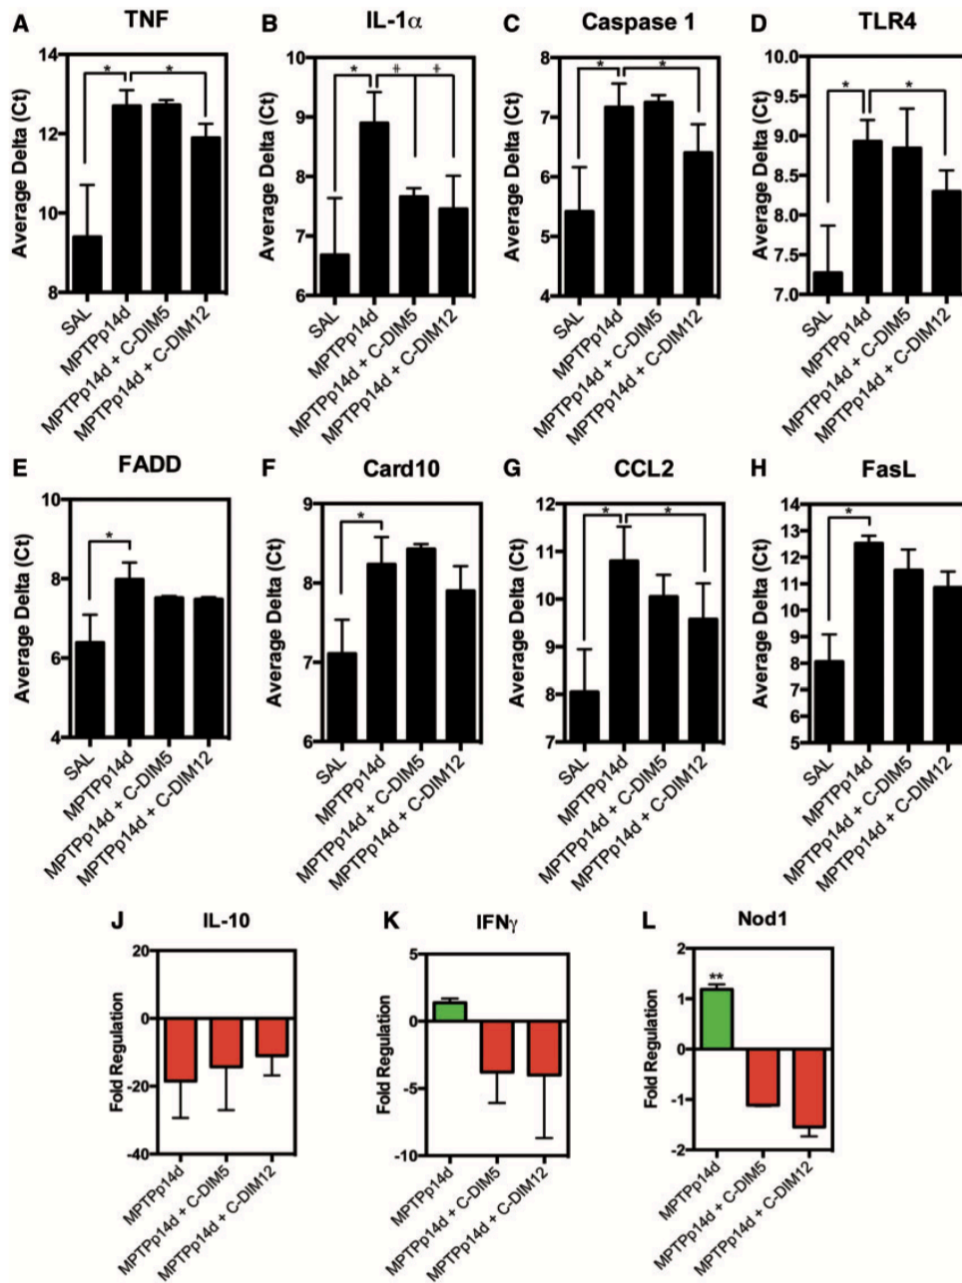 A TNF
Average Delta (Ct)
14
12
10
8
* *
SAL
MPTPp14d
MPTPp14d + C-DIM5
MPTPp14d + C-DIM12
B IL-1α
Average Delta (Ct)
10
9
8
7
6
* ⱡ ⱡ
SAL
MPTPp14d
MPTPp14d + C-DIM5
MPTPp14d + C-DIM12
C Caspase 1
Average Delta (Ct)
8
7
6
5
4
* *
SAL
MPTPp14d
MPTPp14d + C-DIM5
MPTPp14d + C-DIM12
D TLR4
Average Delta (Ct)
10.0
9.5
9.0
8.5
8.0
7.5
7.0
* *
SAL
MPTPp14d
MPTPp14d + C-DIM5
MPTPp14d + C-DIM12
E FADD
Average Delta (Ct)
10
8
6
4
*
SAL
MPTPp14d
MPTPp14d + C-DIM5
MPTPp14d + C-DIM12
F Card10
Average Delta (Ct)
9
8
7
6
*
SAL
MPTPp14d
MPTPp14d + C-DIM5
MPTPp14d + C-DIM12
G CCL2
Average Delta (Ct)
12
11
10
9
8
7
* *
SAL
MPTPp14d
MPTPp14d + C-DIM5
MPTPp14d + C-DIM12
H FasL
Average Delta (Ct)
14
13
12
11
10
9
8
7
6
5
*
SAL
MPTPp14d
MPTPp14d + C-DIM5
MPTPp14d + C-DIM12
J IL-10
Fold Regulation
20
0
-20
-40
MPTPp14d
MPTPp14d + C-DIM5
MPTPp14d + C-DIM12
K IFNγ
Fold Regulation
5
0
-5
-10
MPTPp14d
MPTPp14d + C-DIM5
MPTPp14d + C-DIM12
L Nod1
Fold Regulation
2
1
0
-1
-2
**
MPTPp14d
MPTPp14d + C-DIM5
MPTPp14d + C-DIM12